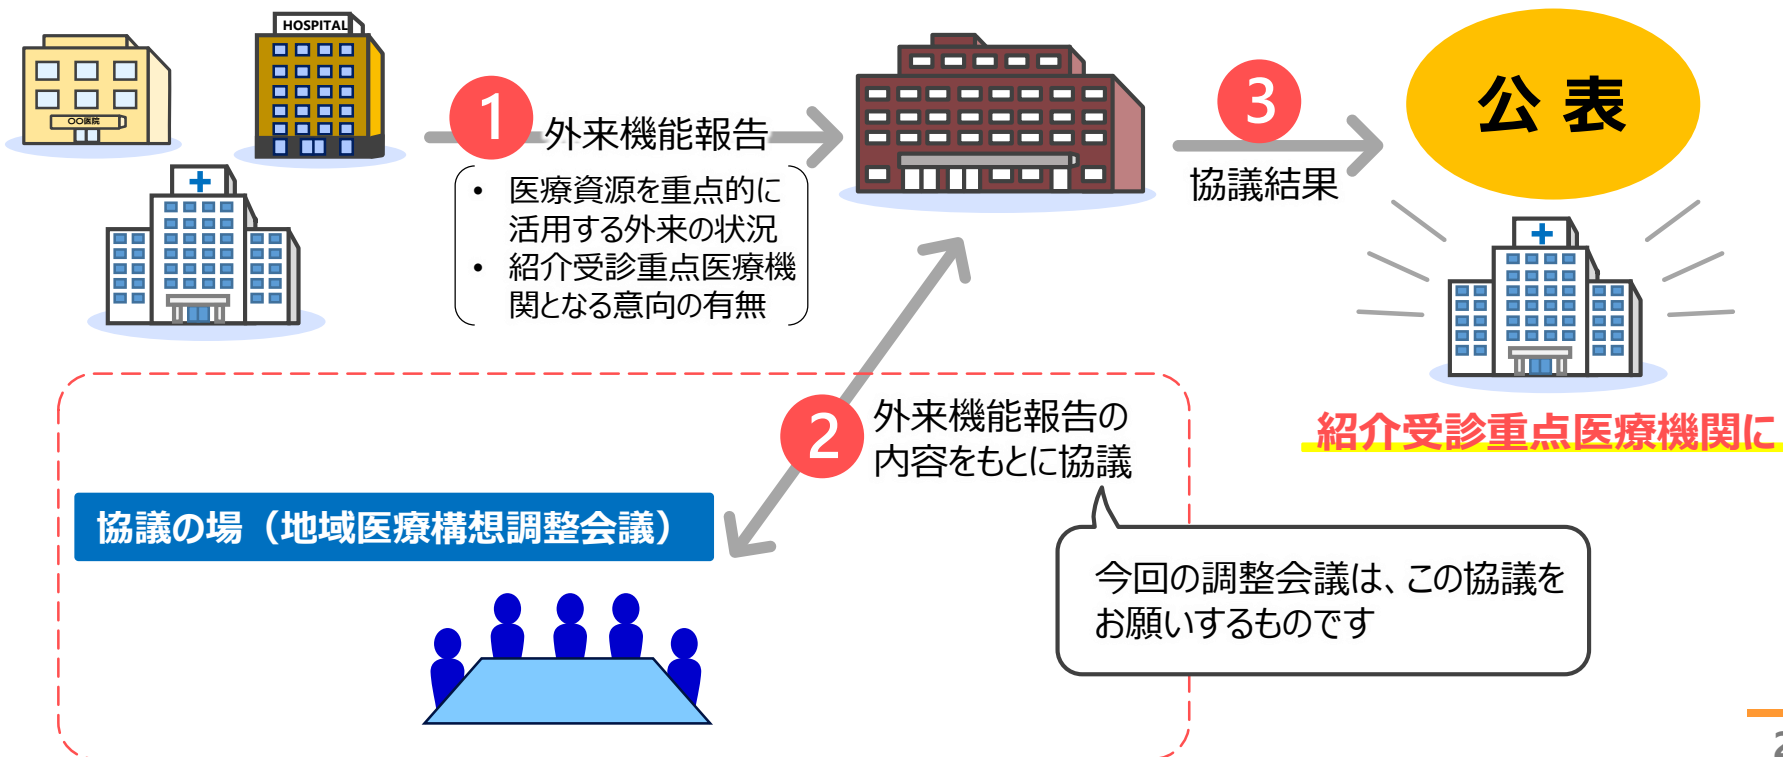 HOSPITAL
〇〇医院
1
外来機能報告
• 医療資源を重点的に
活用する外来の状況
• 紹介受診重点医療機
関となる意向の有無
3
協議結果
公 表
紹介受診重点医療機関に
2
外来機能報告の
内容をもとに協議
協議の場（地域医療構想調整会議）
今回の調整会議は、この協議を
お願いするものです
2